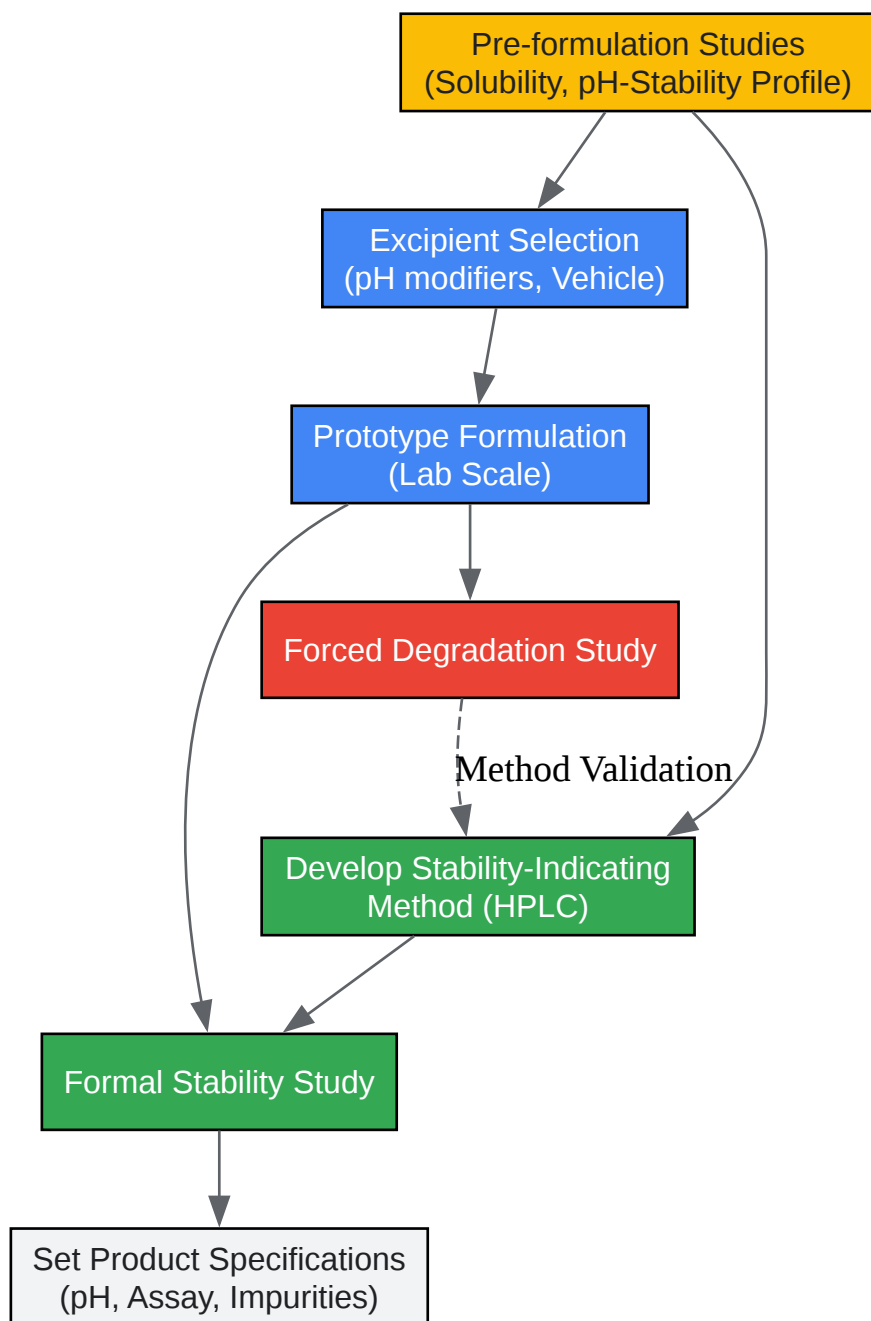 Pre-formulation Studies
(Solubility, pH-Stability Profile)
Excipient Selection
(pH modifiers, Vehicle)
Prototype Formulation
(Lab Scale)
Forced Degradation Study
Method Validation
Develop Stability-Indicating
Method (HPLC)
Formal Stability Study
Set Product Specifications
(pH, Assay, Impurities)